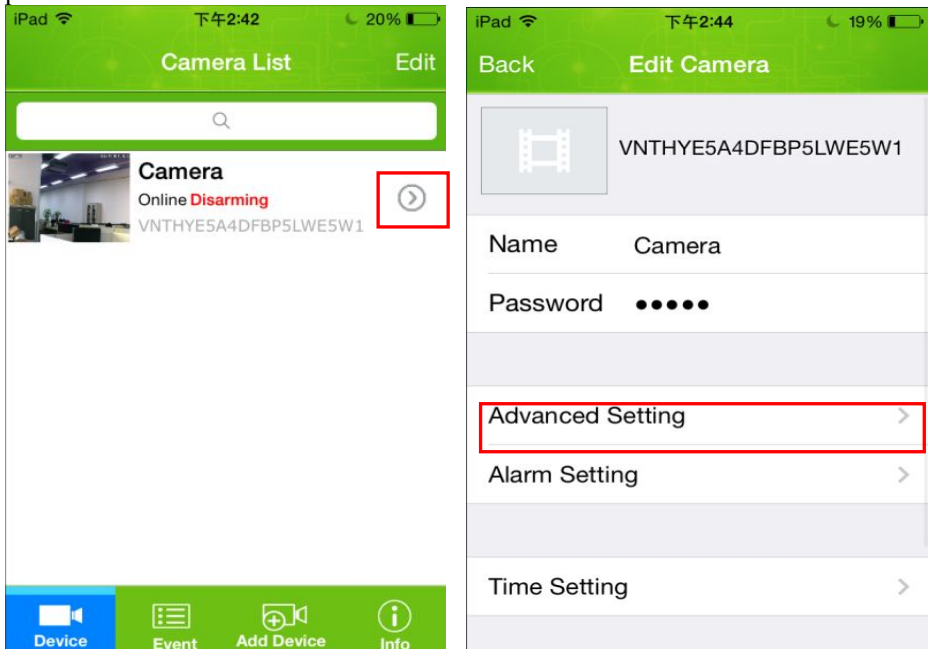 iPad 下午2:42 20%
Camera List Edit
Camera
Online Disarming
VNTHYE5A4DFBP5LWE5W1
Device Event Add Device Info
iPad 下午2:44 19%
Back Edit Camera
VNTHYE5A4DFBP5LWE5W1
Name Camera
Password •••••
Advanced Setting
Alarm Setting
Time Setting